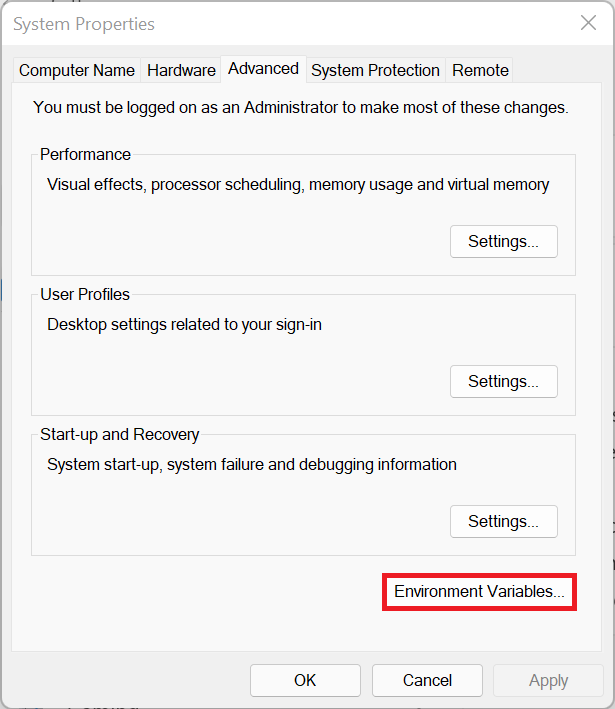 System Properties
Computer Name Hardware Advanced System Protection Remote
You must be logged on as an Administrator to make most of these changes.
Performance
Visual effects, processor scheduling, memory usage and virtual memory
Settings...
User Profiles
Desktop settings related to your sign-in
Settings...
Start-up and Recovery
System start-up, system failure and debugging information
Settings...
Environment Variables...
OK Cancel Apply